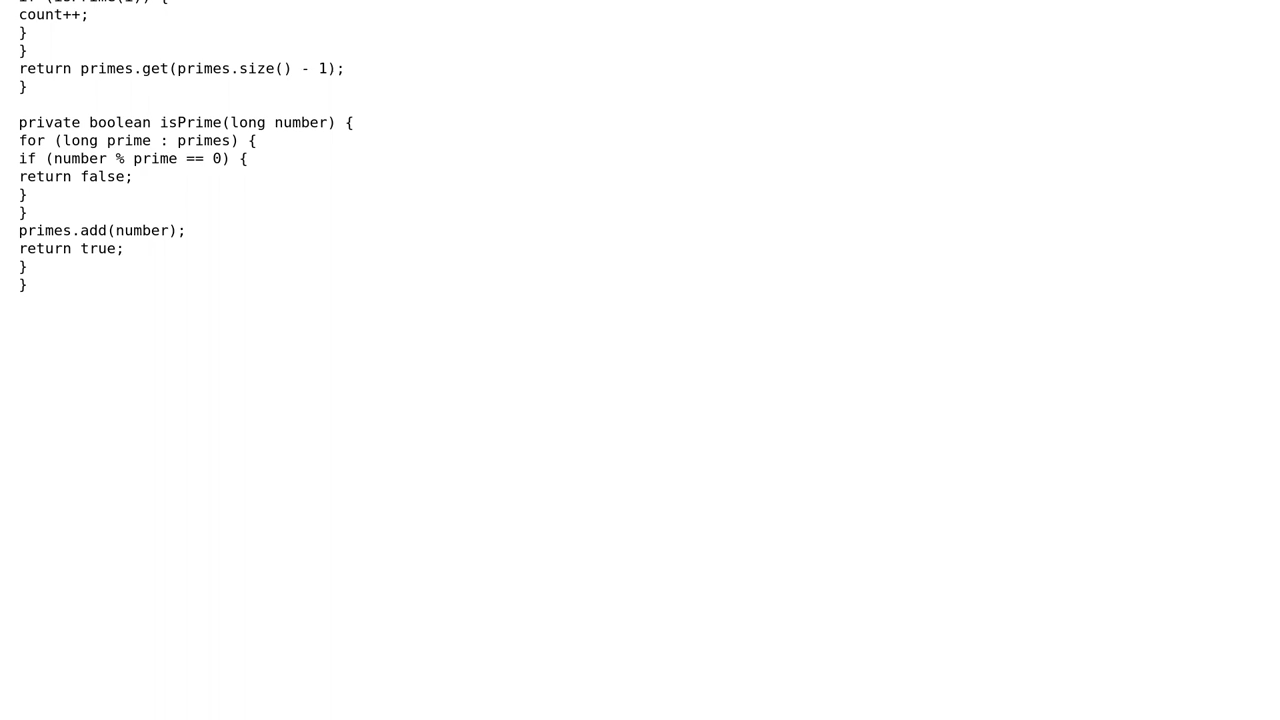 count++;
}
}
return primes.get(primes.size() - 1);
}

private boolean isPrime(long number) {
for (long prime : primes) {
if (number % prime == 0) {
return false;
}
}
primes.add(number);
return true;
}
}